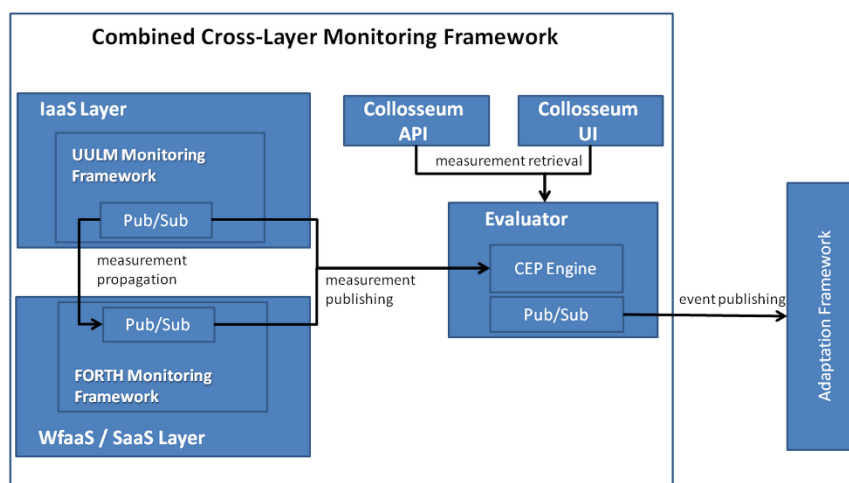 Combined Cross-Layer Monitoring Framework
IaaS Layer
UULM Monitoring
Framework
Pub/Sub
measurement
propagation
Pub/Sub
FORTH Monitoring
Framework
WfaaS / SaaS Layer
measurement
publishing
Collosseum
API
Collosseum
UI
measurement retrieval
Evaluator
CEP Engine
Pub/Sub
event publishing
Adaptation Framework